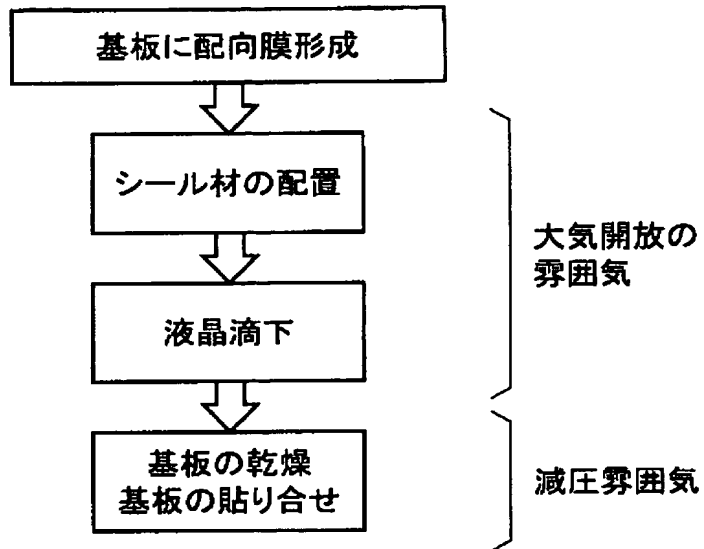 基板に配向膜形成
シール材の配置
大気開放の
雰囲気
液晶滴下
基板の乾燥
基板の貼り合せ
減圧雰囲気